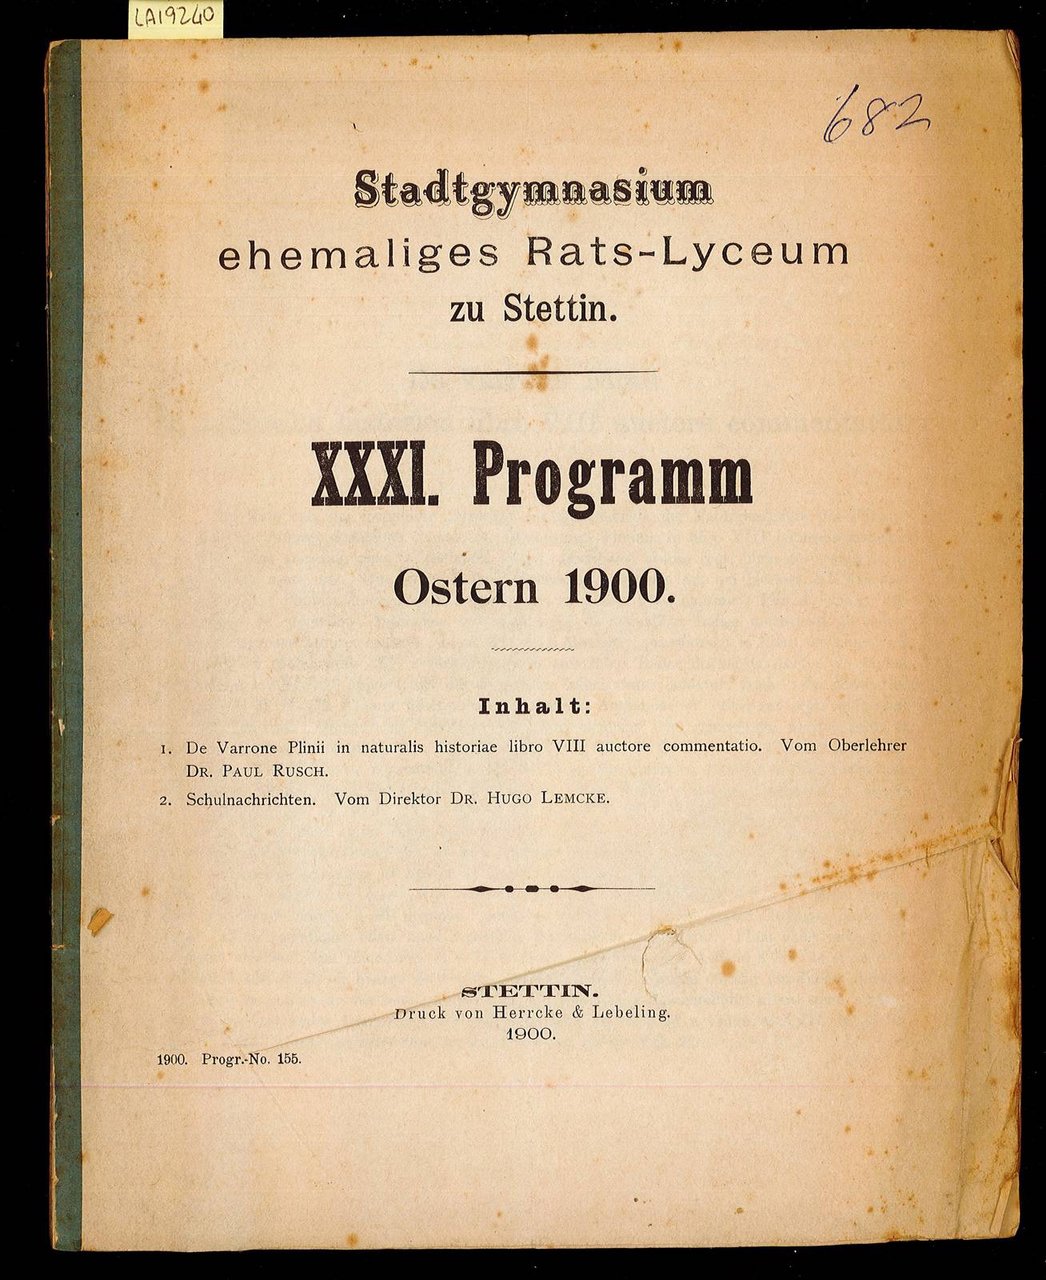 LA19240
682
Stadtgymnasium
ehemaliges Rats-Lyceum
zu Stettin.
XXXI. Programm
Ostern 1900.
Inhalt:
1. De Varrone Plinii in naturalis historiae libro VIII auctore commentatio. Vom Oberlehrer
DR. PAUL RUSCH.
2. Schulnachrichten. Vom Direktor DR. HUGO LEMCKE.
STETTIN.
Druck von Herrcke & Lebeling.
1900.
1900. Progr.-No. 155.